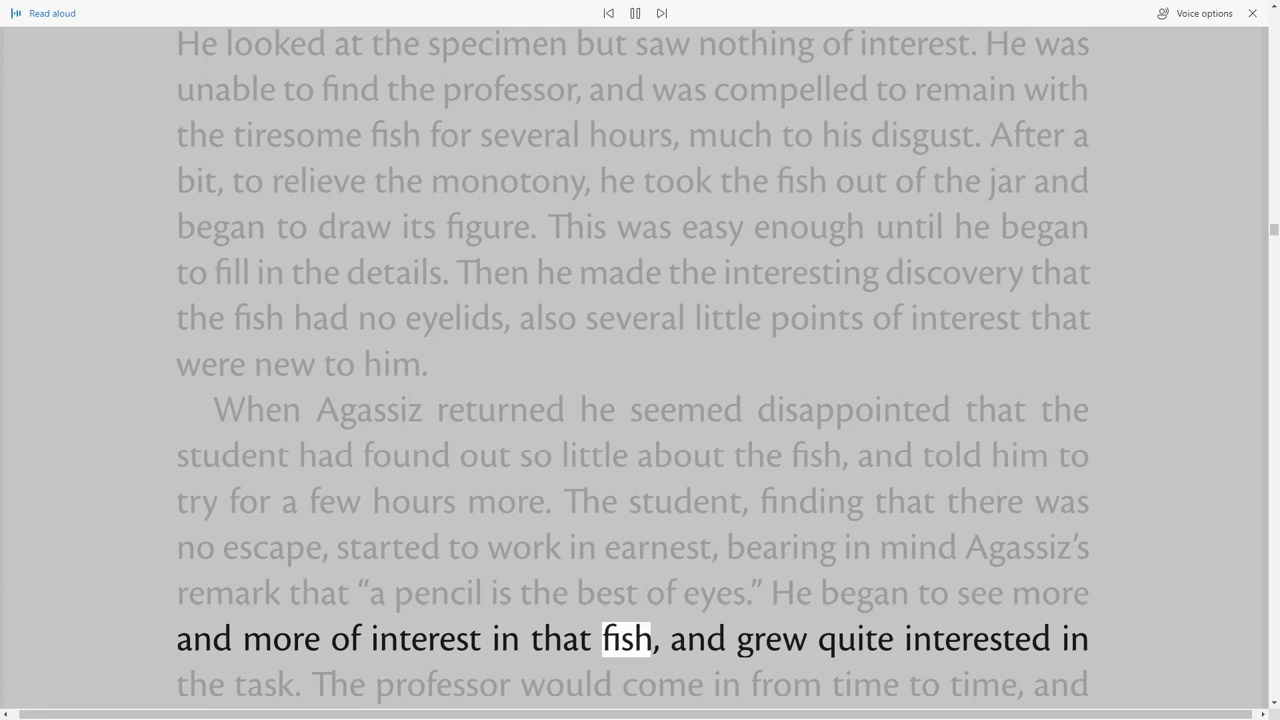 Read aloud
Voice options
He looked at the specimen but saw nothing of interest. He was
unable to find the professor, and was compelled to remain with
the tiresome fish for several hours, much to his disgust. After a
bit, to relieve the monotony, he took the fish out of the jar and
began to draw its figure. This was easy enough until he began
to fill in the details. Then he made the interesting discovery that
the fish had no eyelids, also several little points of interest that
were new to him.
When Agassiz returned he seemed disappointed that the
student had found out so little about the fish, and told him to
try for a few hours more. The student, finding that there was
no escape, started to work in earnest, bearing in mind Agassiz’s
remark that “a pencil is the best of eyes.” He began to see more
and more of interest in that fish, and grew quite interested in
the task. The professor would come in from time to time, and